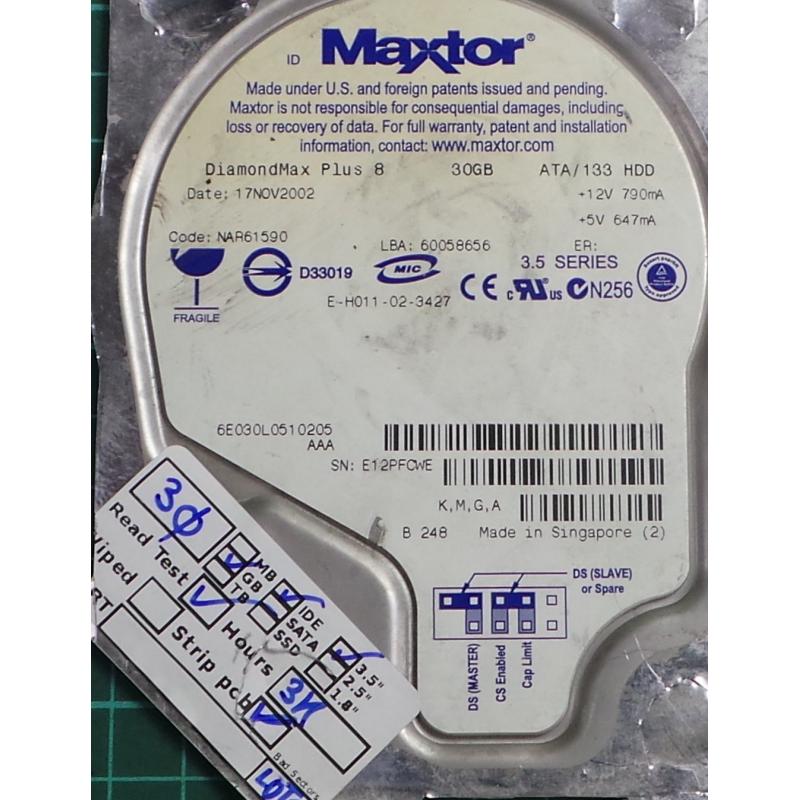 ID Maxtor®
Made under U.S. and foreign patents issued and pending.
Maxtor is not responsible for consequential damages, including
loss or recovery of data. For full warranty, patent and installation
information, contact: www.maxtor.com
DiamondMax Plus 8 30GB ATA/133 HDD
Date: 17NOV2002 +12V 790mA
+5V 647mA
Code: NAR61590 LBA: 60058656 ER:
FRAGILE
D33019
MIC
3.5 SERIES
CE c US N256
E-H011-02-3427
6E030L0510205
AAA
SN: E12PFCWE
K,M,G,A
B 248 Made in Singapore (2)
DS (SLAVE)
or Spare
DS (MASTER)
CS Enabled
Cap Limit
30
MB IDE 3.5"
GB SATA 2.5"
TB SSD 1.8"
Read Test Hours 3K
Wiped Strip pcb
Bad Sectors